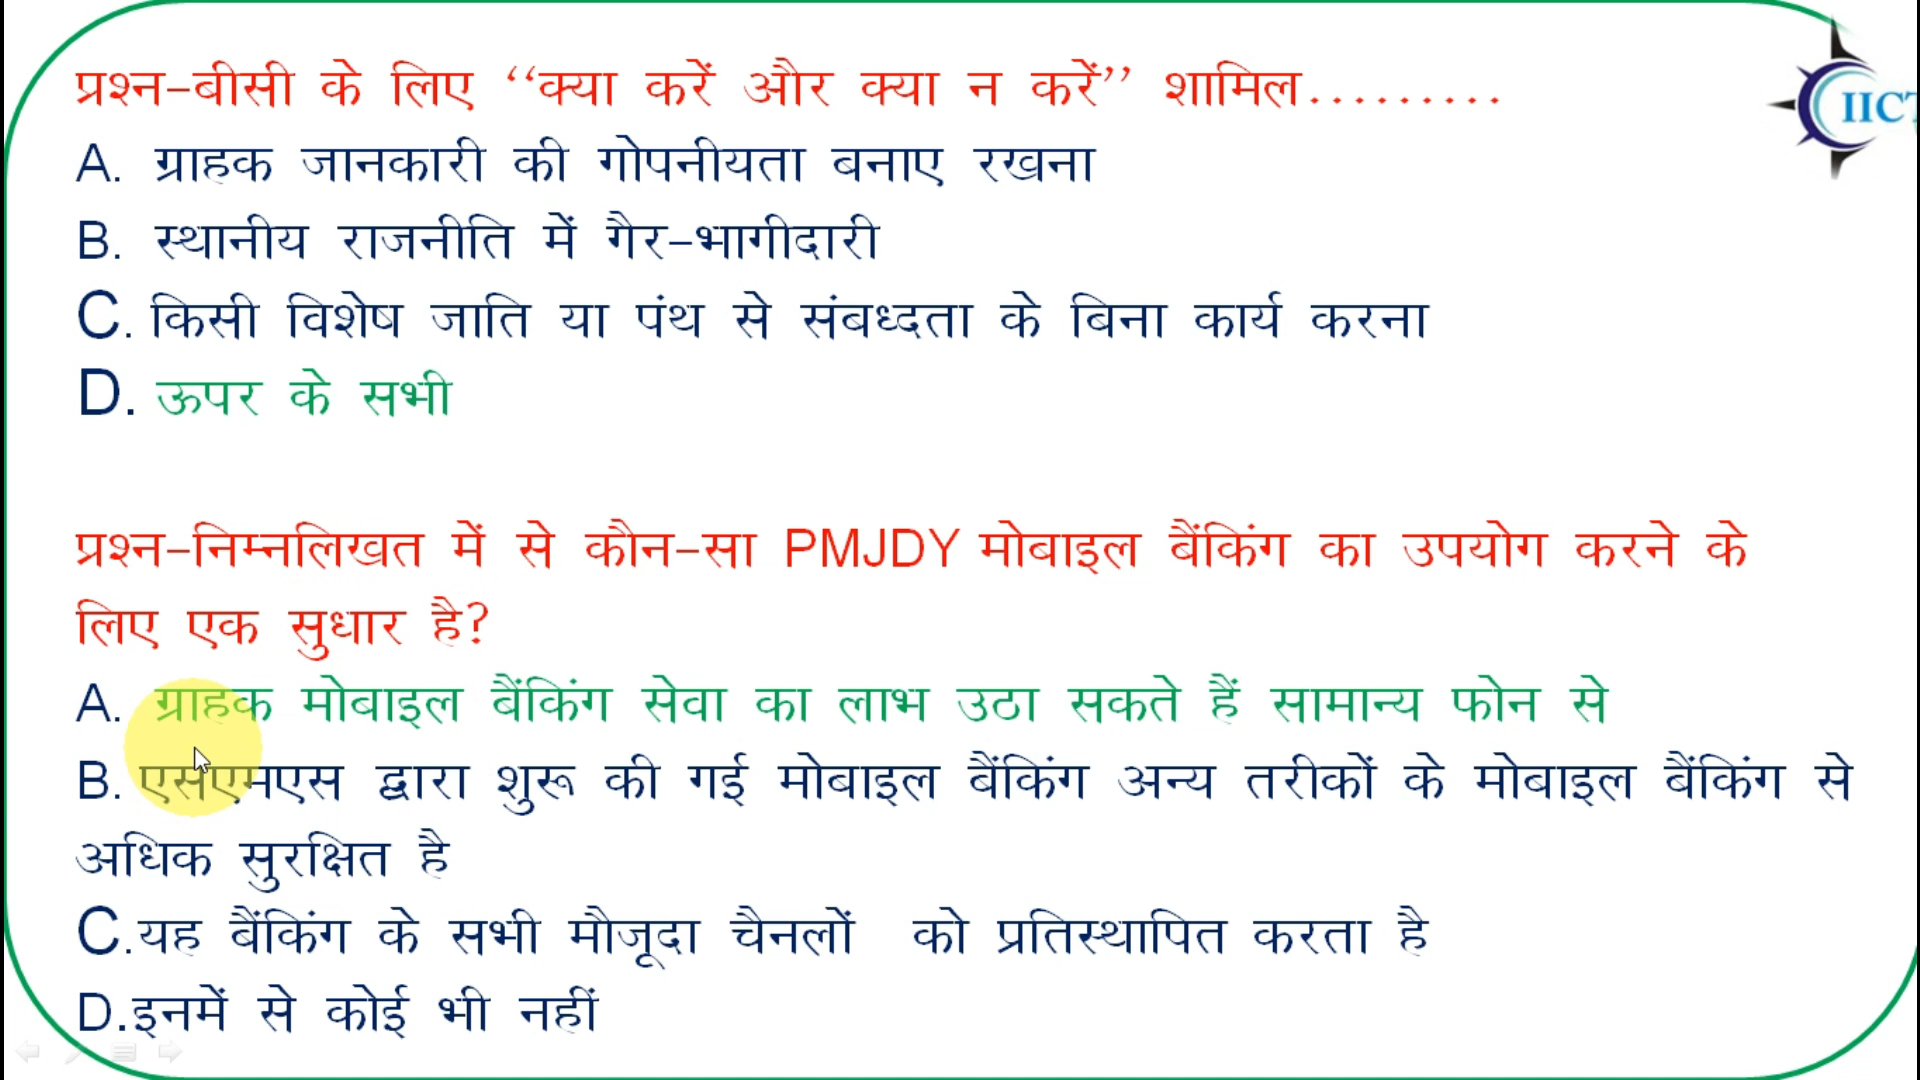 प्रश्न-बीसी के लिए ‘‘क्या करें और क्या न करें’’ शामिल.........
IICT
A. ग्राहक जानकारी की गोपनीयता बनाए रखना
B. स्थानीय राजनीति में गैर-भागीदारी
C. किसी विशेष जाति या पंथ से संबध्दता के बिना कार्य करना
D. ऊपर के सभी
प्रश्न-निम्नलिखत में से कौन-सा PMJDY मोबाइल बैंकिंग का उपयोग करने के
लिए एक सुधार है?
A. ग्राहक मोबाइल बैंकिंग सेवा का लाभ उठा सकते हैं सामान्य फोन से
B. एसएमएस द्वारा शुरू की गई मोबाइल बैंकिंग अन्य तरीकों के मोबाइल बैंकिंग से
अधिक सुरक्षित है
C.यह बैंकिंग के सभी मौजूदा चैनलों को प्रतिस्थापित करता है
D.इनमें से कोई भी नहीं